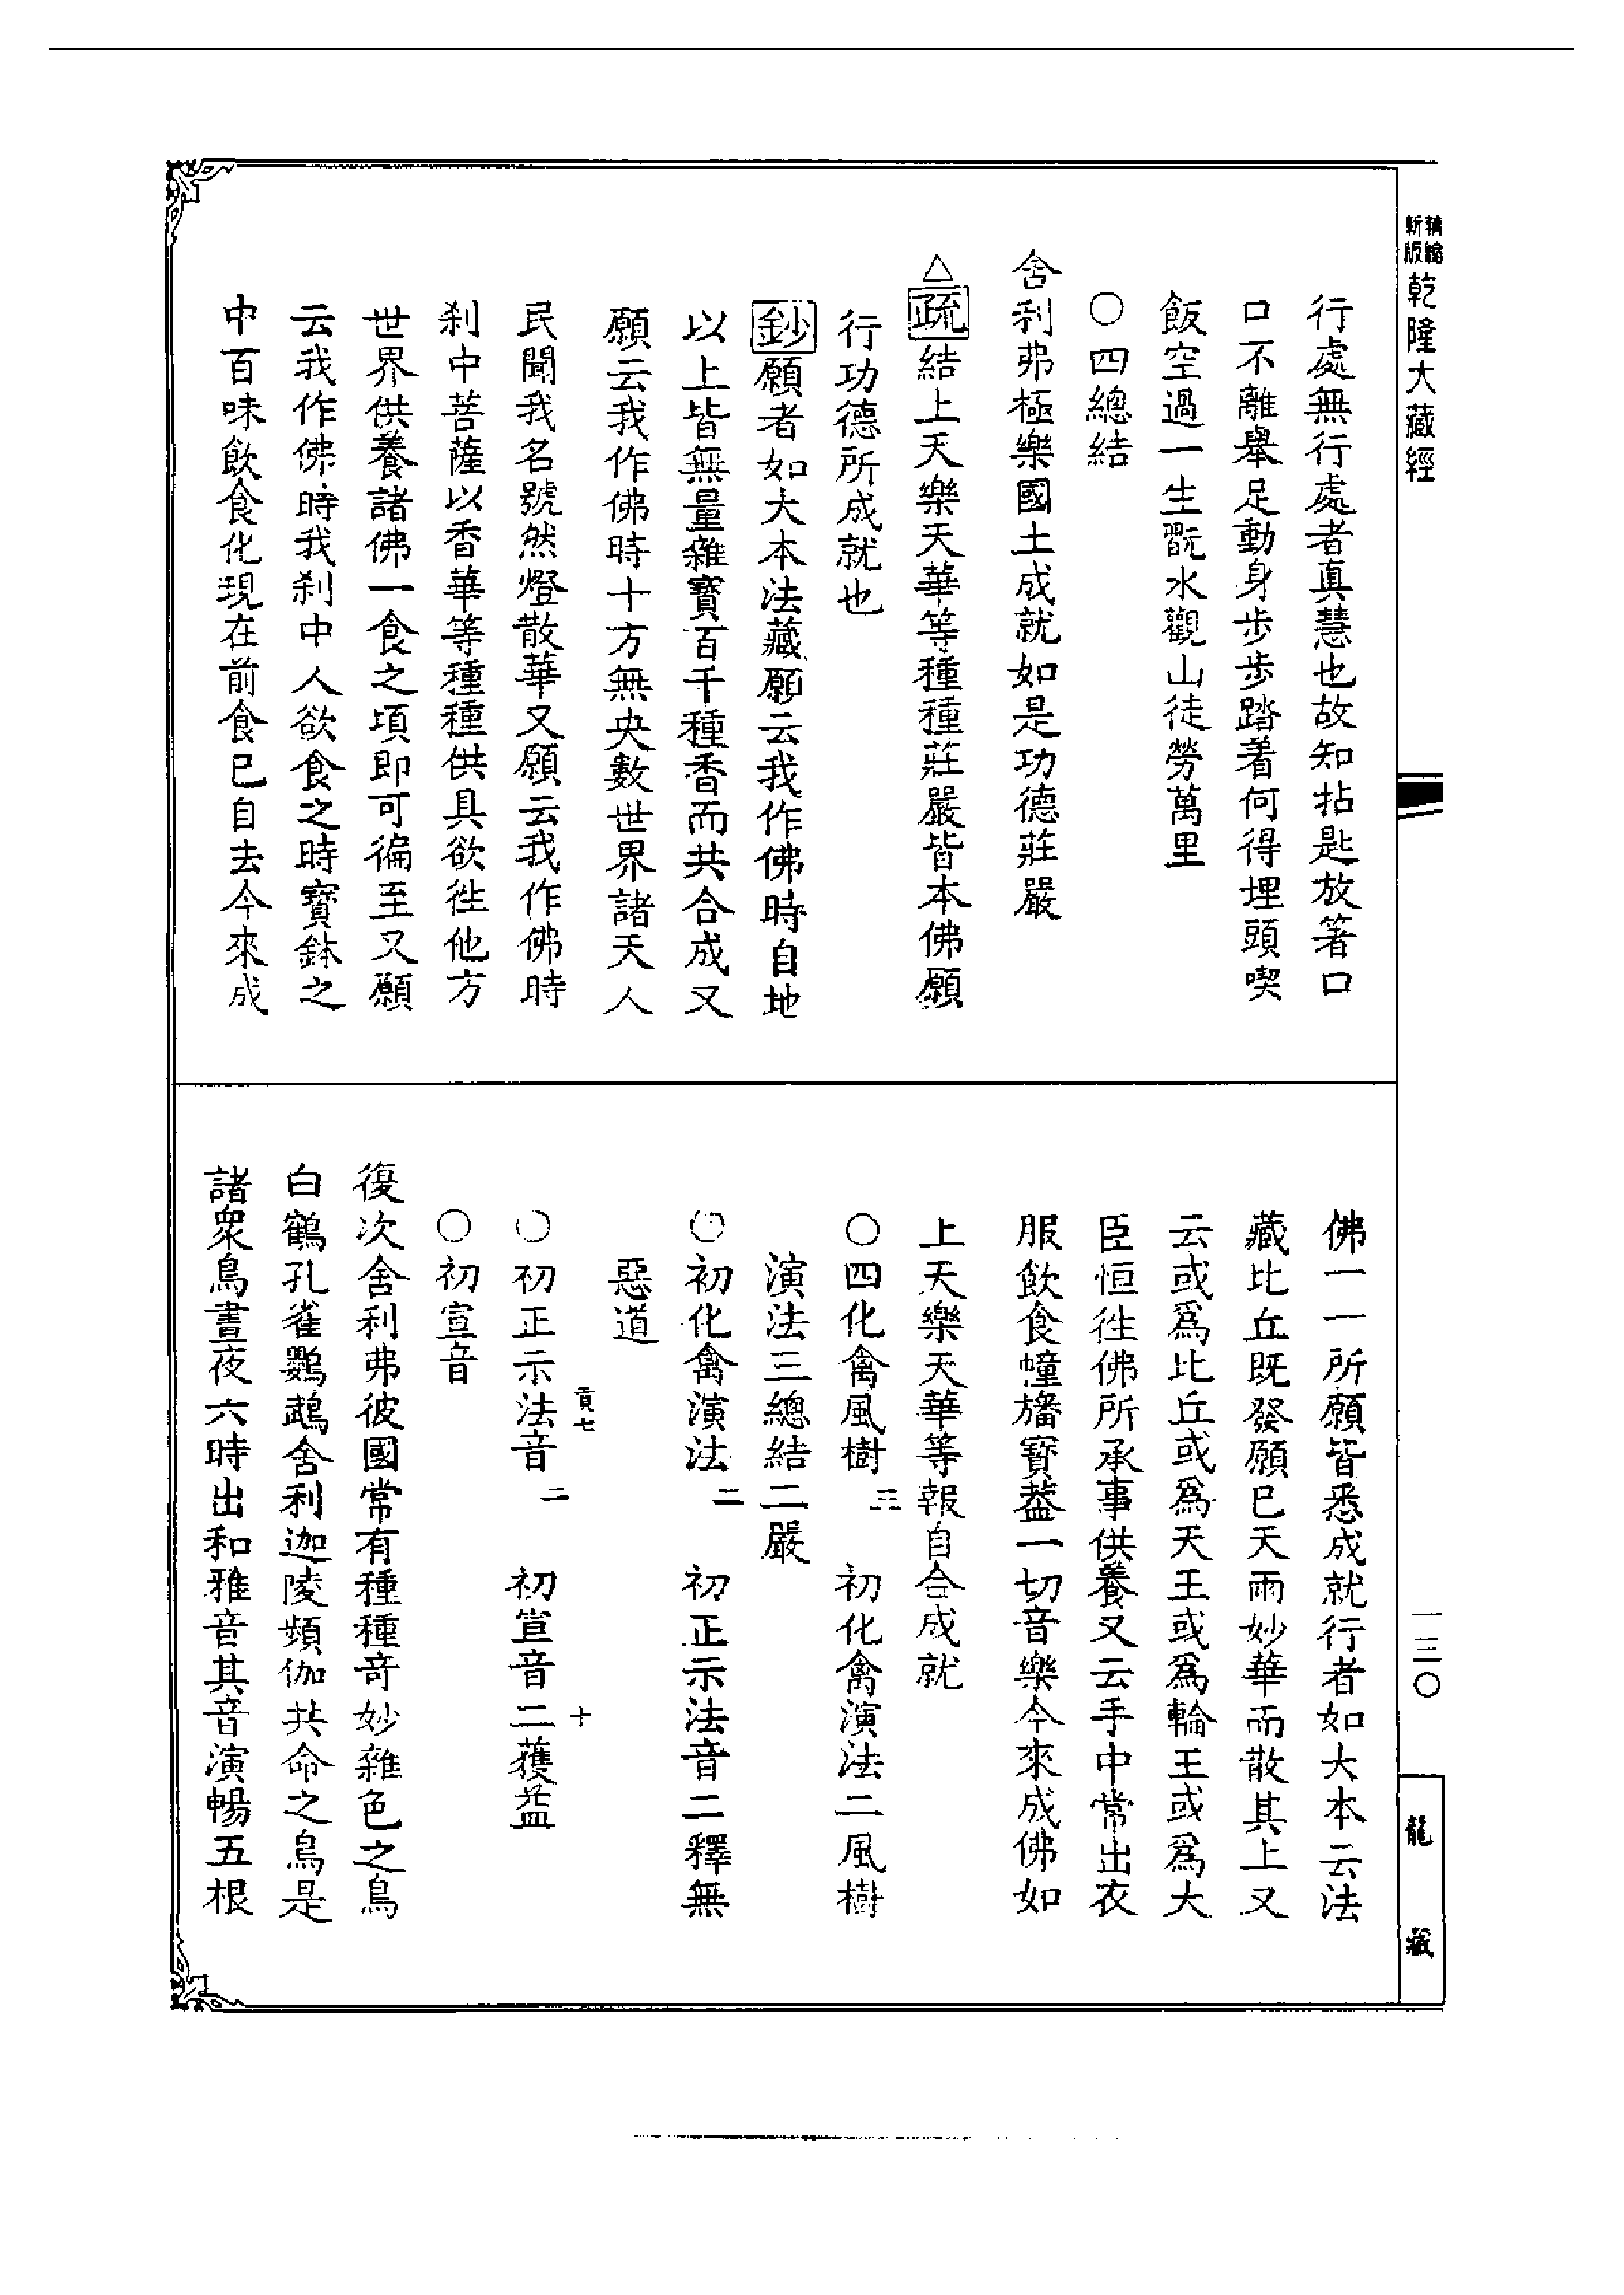 新版
精縮
乾隆大藏經
一三〇
龍藏
行處無行處者真慧也故知拈匙放箸口
口不離舉足動身步步踏着何得埋頭喫
飯空過一生翫水觀山徒勞萬里
〇四總結
舍利弗極樂國土成就如是功德莊嚴
△疏結上天樂天華等種種莊嚴皆本佛願
行功德所成就也
鈔願者如大本法藏願云我作佛時自地
以上皆無量雜寶百千種香而共合成又
願云我作佛時十方無央數世界諸天人
民聞我名號然燈散華又願云我作佛時
剎中菩薩以香華等種種供具欲徃他方
世界供養諸佛一食之頃即可徧至又願
云我作佛時我剎中人欲食之時寶鉢之
中百味飲食化現在前食已自去今來成
佛一一所願皆悉成就行者如大本云法
藏比丘既發願已天雨妙華而散其上又
云或爲比丘或爲天王或爲輪王或爲大
臣恒徃佛所承事供養又云手中常出衣
服飲食幢旛寶葢一切音樂今來成佛如
上天樂天華等報自合成就
〇四化禽風樹三 初化禽演法二風樹
演法三總結二嚴
〇初化禽演法二 初正示法音二釋無
惡道
貢七 十
〇初正示法音二 初宣音二獲益
〇初宣音
復次舍利弗彼國常有種種奇妙雜色之鳥
白鶴孔雀鸚鵡舍利迦陵頻伽共命之鳥是
諸衆鳥晝夜六時出和雅音其音演暢五根